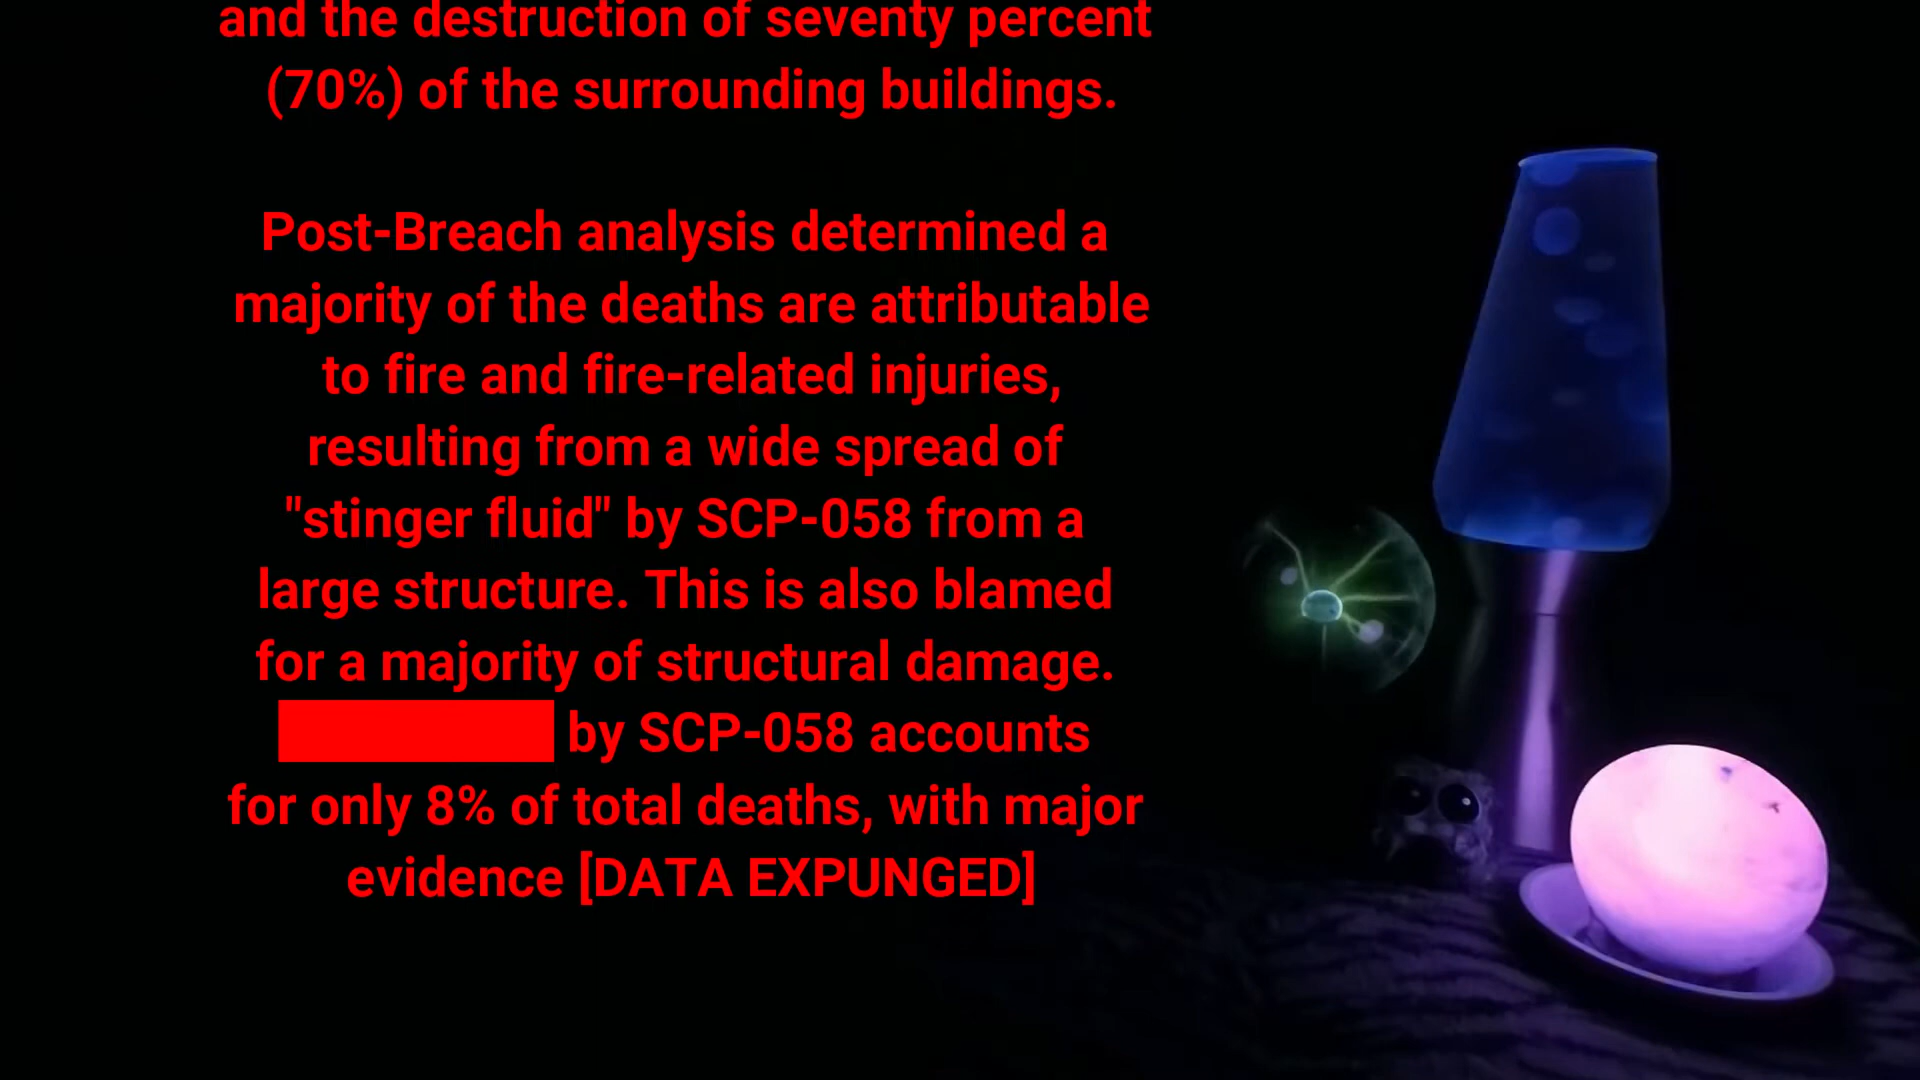 and the destruction of seventy percent
(70%) of the surrounding buildings.
Post-Breach analysis determined a
majority of the deaths are attributable
to fire and fire-related injuries,
resulting from a wide spread of
"stinger fluid" by SCP-058 from a
large structure. This is also blamed
for a majority of structural damage.
by SCP-058 accounts
for only 8% of total deaths, with major
evidence [DATA EXPUNGED]